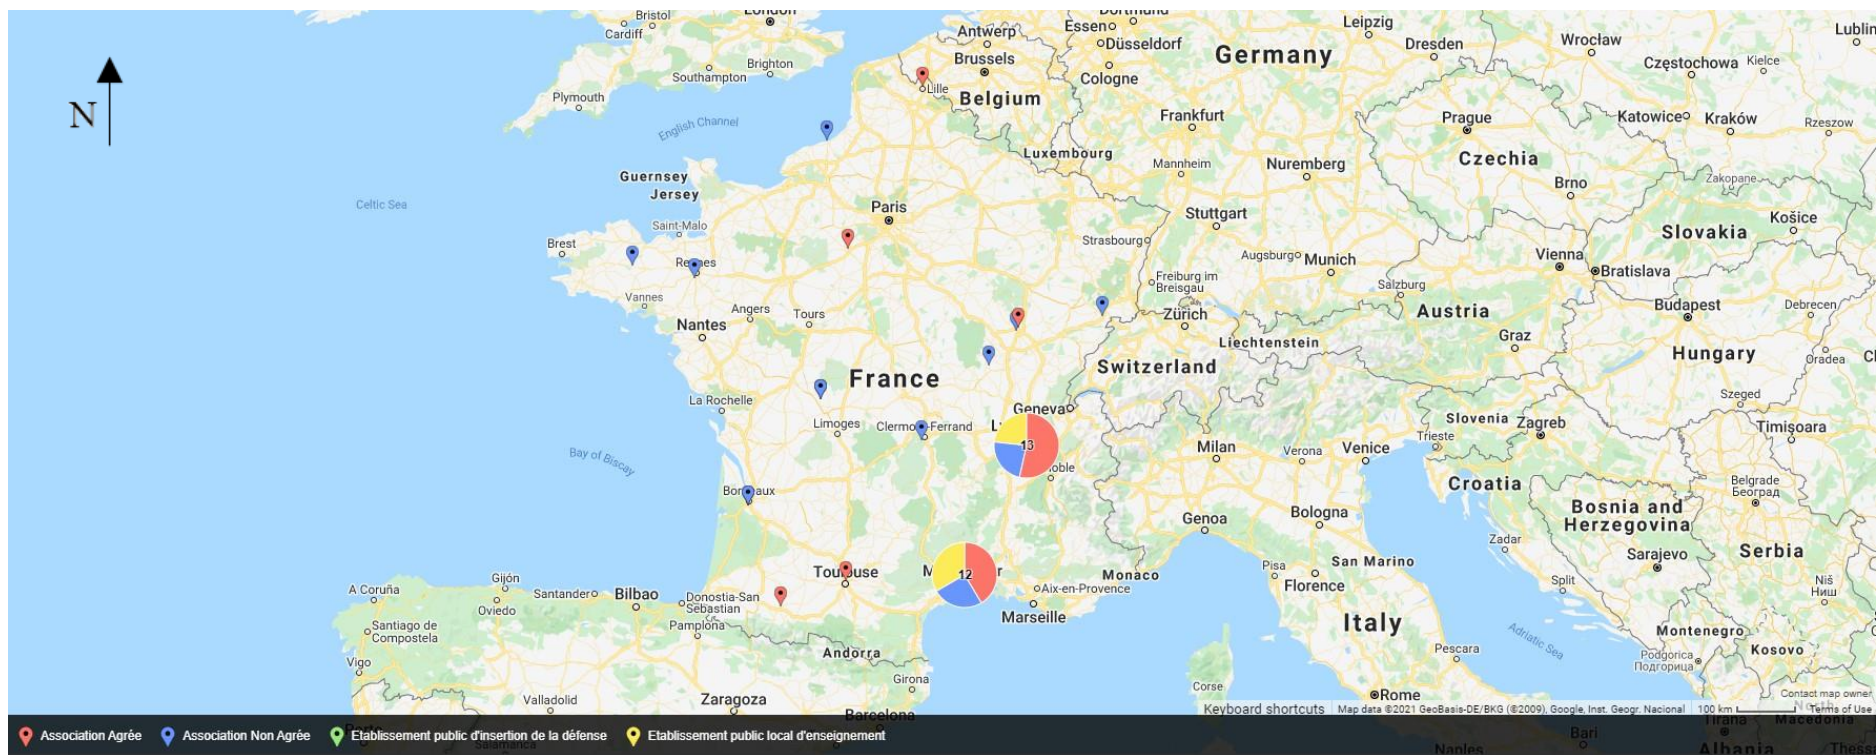 London
Bristol
Cardiff
Southampton
Brighton
Plymouth
English Channel
Celtic Sea
Guernsey
Jersey
N
Antwerp
Brussels
Lille
Belgium
Dortmund
Essen
Düsseldorf
Cologne
Germany
Leipzig
Dresden
Wrocław
Lublin
Częstochowa
Kielce
Katowice
Kraków
Rzeszow
Prague
Czechia
Brno
Frankfurt
Luxembourg
Mannheim
Nuremberg
Stuttgart
Strasbourg
Augsburg
Munich
Freiburg im
Breisgau
Salzburg
Zakopane
Košice
Slovakia
Vienna
Bratislava
Budapest
Debrecen
Austria
Graz
Hungary
Oradea
Szeged
Zürich
Liechtenstein
Switzerland
Geneva
Paris
Saint-Malo
Brest
Vannes
Angers
Tours
Nantes
France
La Rochelle
Limoges
Bay of Biscay
13
12
Toulouse
Monaco
Aix-en-Provence
Marseille
Milan
Verona
Venice
Genoa
Bologna
Pisa
Florence
San Marino
Italy
Pescara
Rome
Corse
Adriatic Sea
Slovenia
Zagreb
Trieste
Croatia
Timișoara
Belgrade
Београд
Bosnia and
Herzegovina
Zadar
Sarajevo
Serbia
Split
Niš
Ниш
Montenegro
Podgorica
Подгорица
Kosovo
A Coruña
Gijón
Oviedo
Santander
Bilbao
Donostia-San
Sebastian
Pamplona
Santiago de
Compostela
Vigo
Andorra
Girona
Valladolid
Zaragoza
Barcelona
Salamanca
Contact map owner
Keyboard shortcuts
Map data ©2021 GeoBasis-DE/BKG (©2009), Google, Inst. Geogr. Nacional
100 km
Terms of Use
North
Macedonia
Tirana
Albania
Bari
Naples
Association Agrée
Association Non Agrée
Etablissement public d'insertion de la défense
Etablissement public local d'enseignement